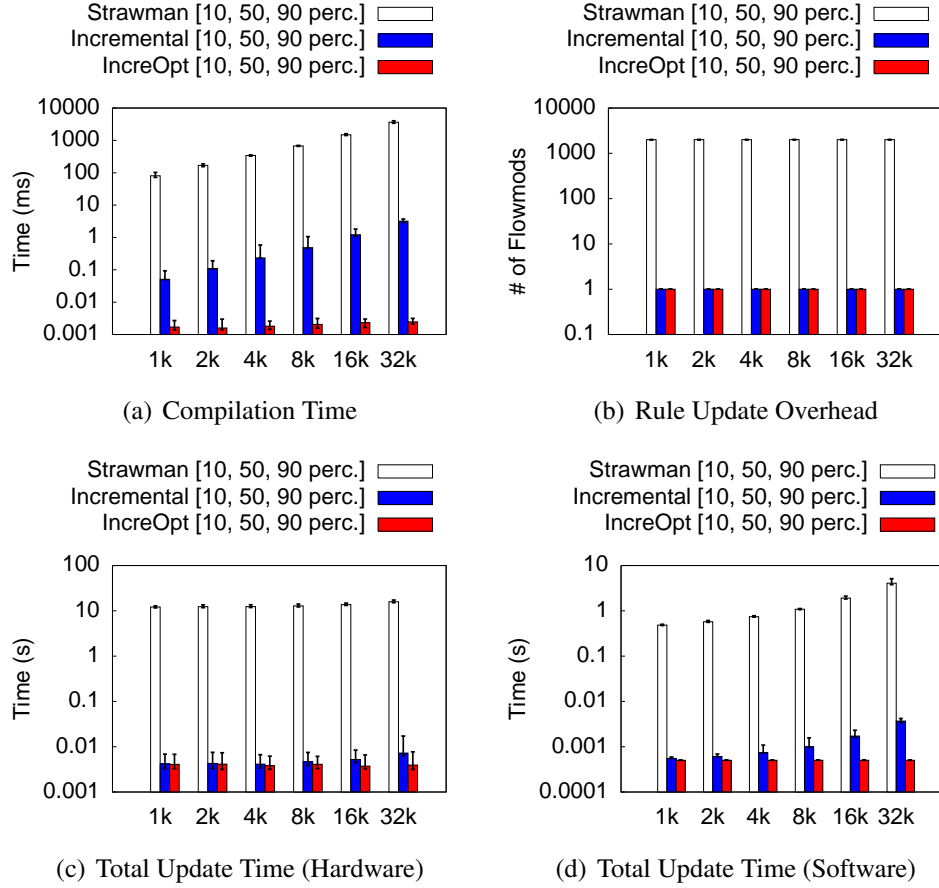 Strawman [10, 50, 90 perc.]
Incremental [10, 50, 90 perc.]
IncreOpt [10, 50, 90 perc.]
10000
1000
100
10
1
0.1
0.01
0.001
Time (ms)
1k 2k 4k 8k 16k 32k
(a) Compilation Time
Strawman [10, 50, 90 perc.]
Incremental [10, 50, 90 perc.]
IncreOpt [10, 50, 90 perc.]
10000
1000
100
10
1
0.1
# of Flowmods
1k 2k 4k 8k 16k 32k
(b) Rule Update Overhead
Strawman [10, 50, 90 perc.]
Incremental [10, 50, 90 perc.]
IncreOpt [10, 50, 90 perc.]
100
10
1
0.1
0.01
0.001
Time (s)
1k 2k 4k 8k 16k 32k
(c) Total Update Time (Hardware)
Strawman [10, 50, 90 perc.]
Incremental [10, 50, 90 perc.]
IncreOpt [10, 50, 90 perc.]
10
1
0.1
0.01
0.001
0.0001
Time (s)
1k 2k 4k 8k 16k 32k
(d) Total Update Time (Software)